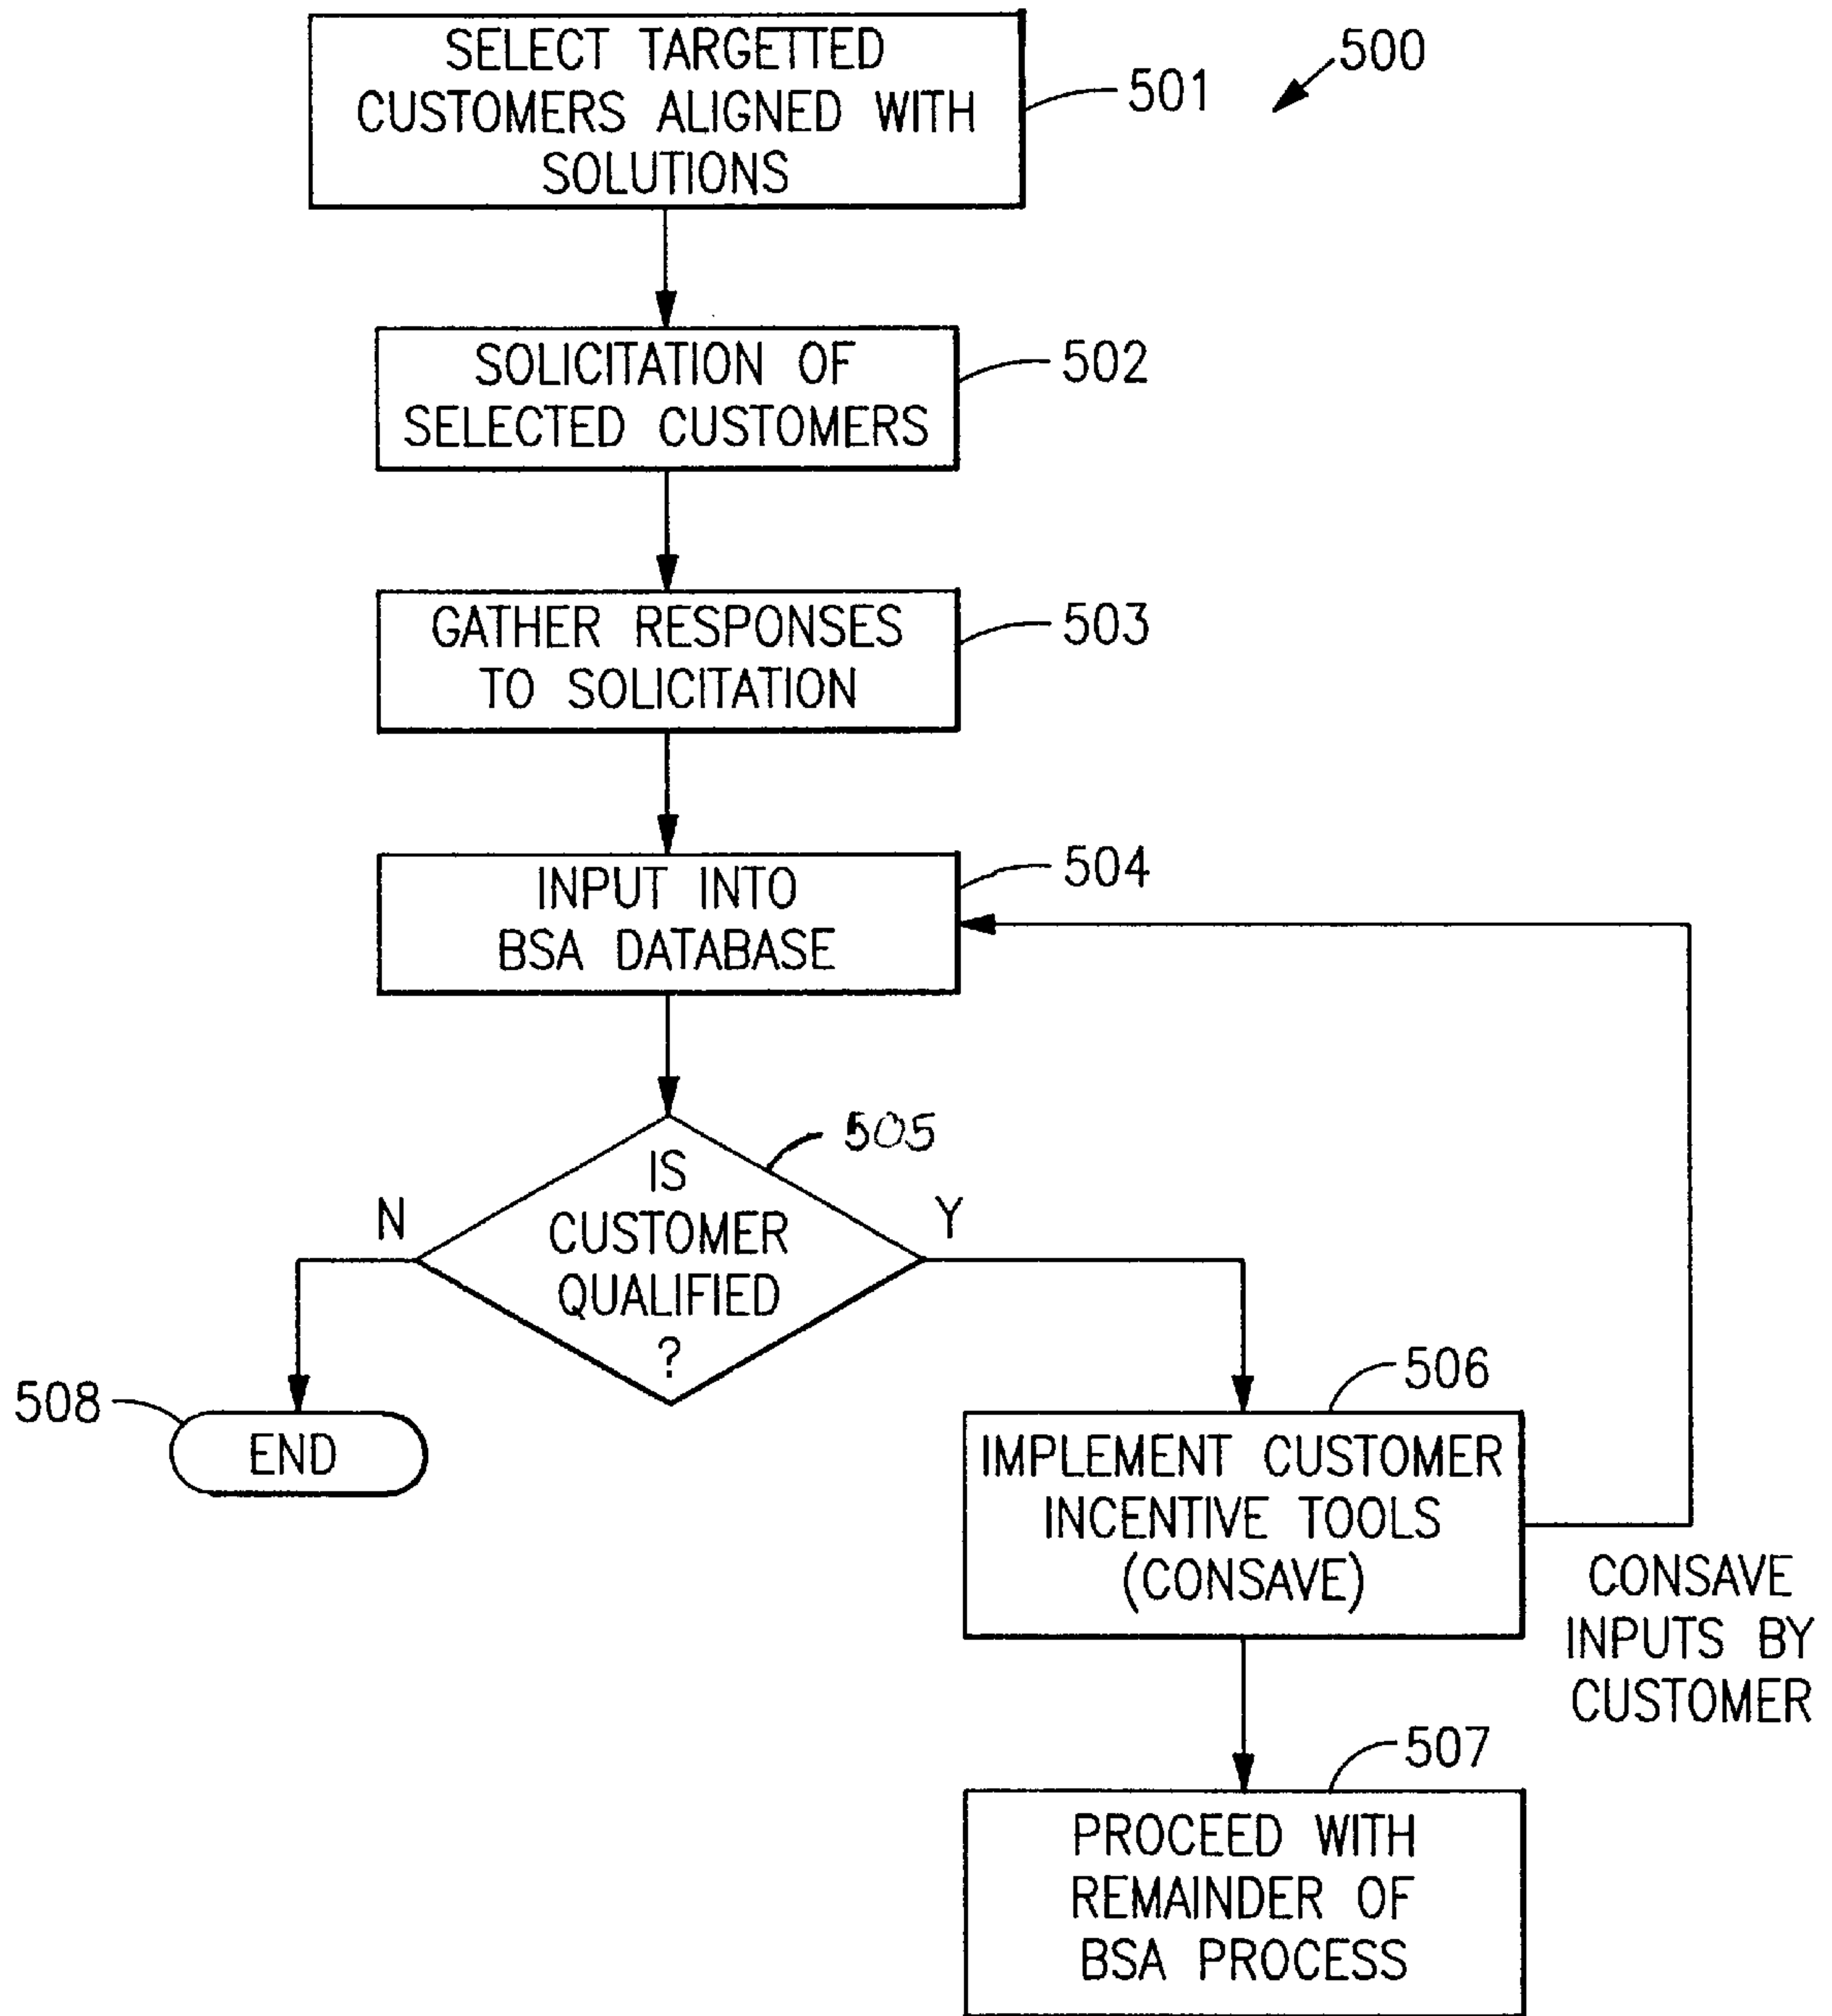 SELECT TARGETTED
CUSTOMERS ALIGNED WITH
SOLUTIONS
501
500
SOLICITATION OF
SELECTED CUSTOMERS
502
GATHER RESPONSES
TO SOLICITATION
503
INPUT INTO
BSA DATABASE
504
IS
CUSTOMER
QUALIFIED
?
505
N
Y
508
END
506
IMPLEMENT CUSTOMER
INCENTIVE TOOLS
(CONSAVE)
CONSAVE
INPUTS BY
CUSTOMER
507
PROCEED WITH
REMAINDER OF
BSA PROCESS